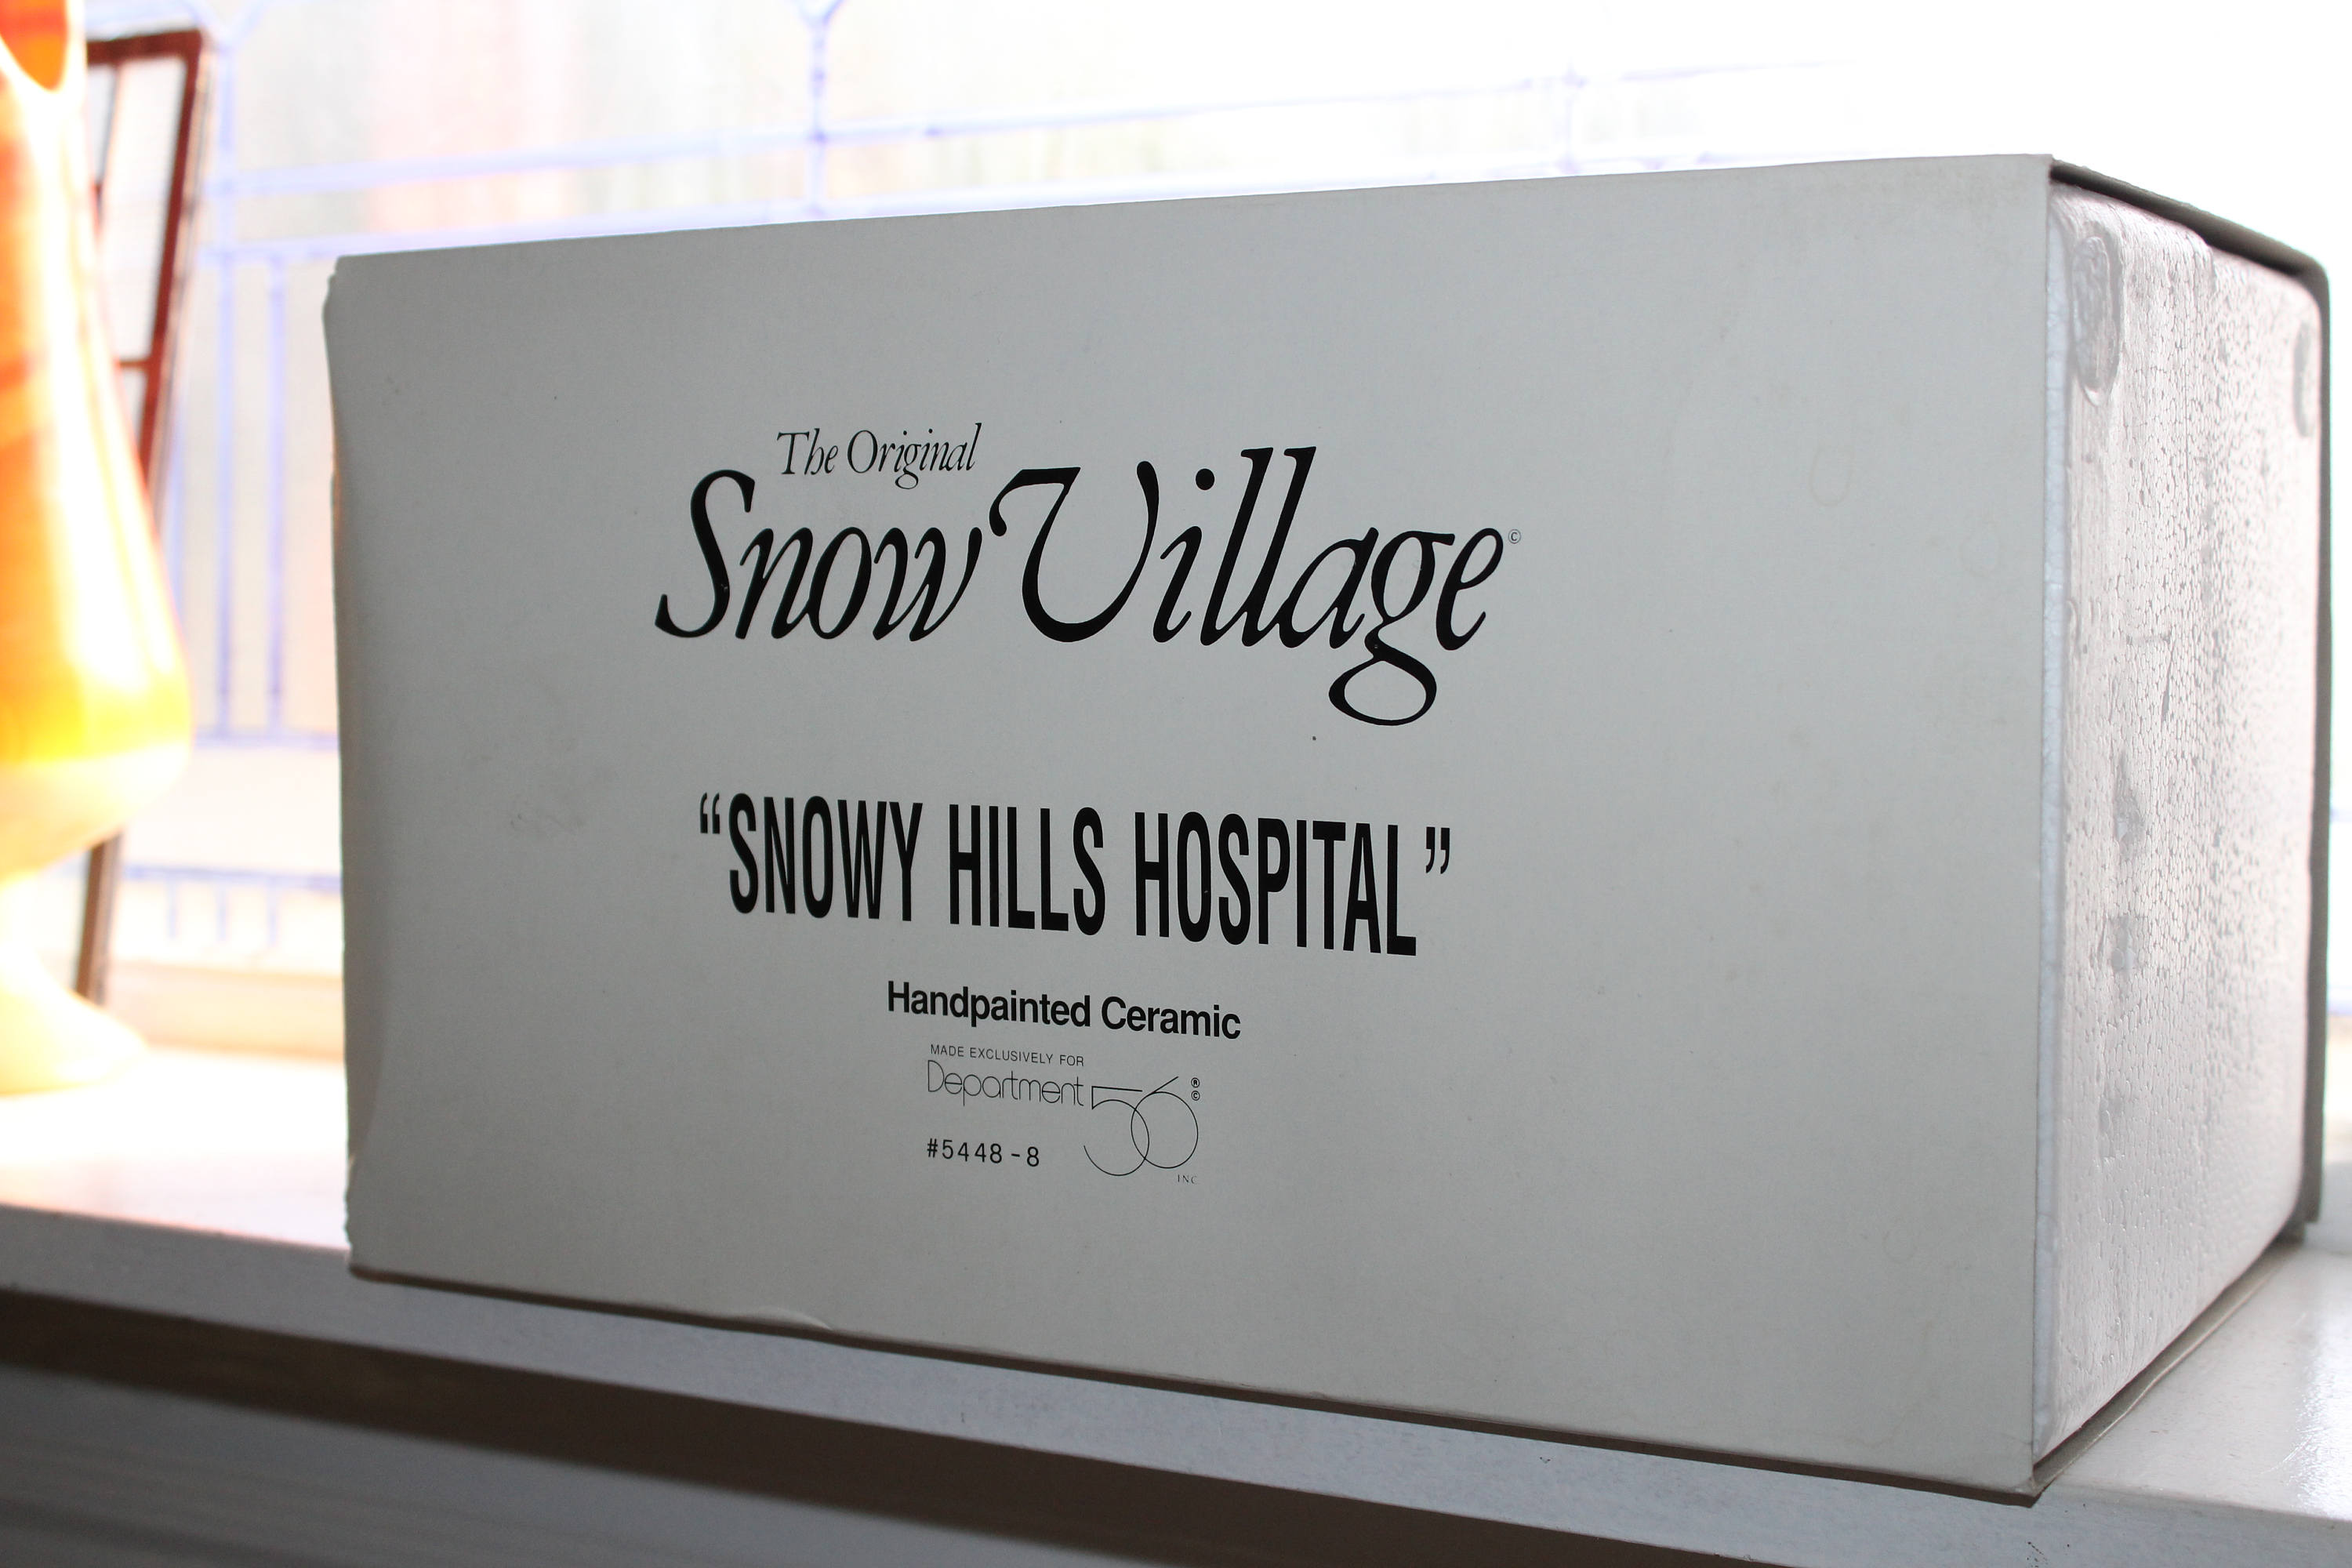 The Original
Snow Village ©
“SNOWY HILLS HOSPITAL”
Handpainted Ceramic
MADE EXCLUSIVELY FOR
Department 56 ® ©
#5448-8
INC